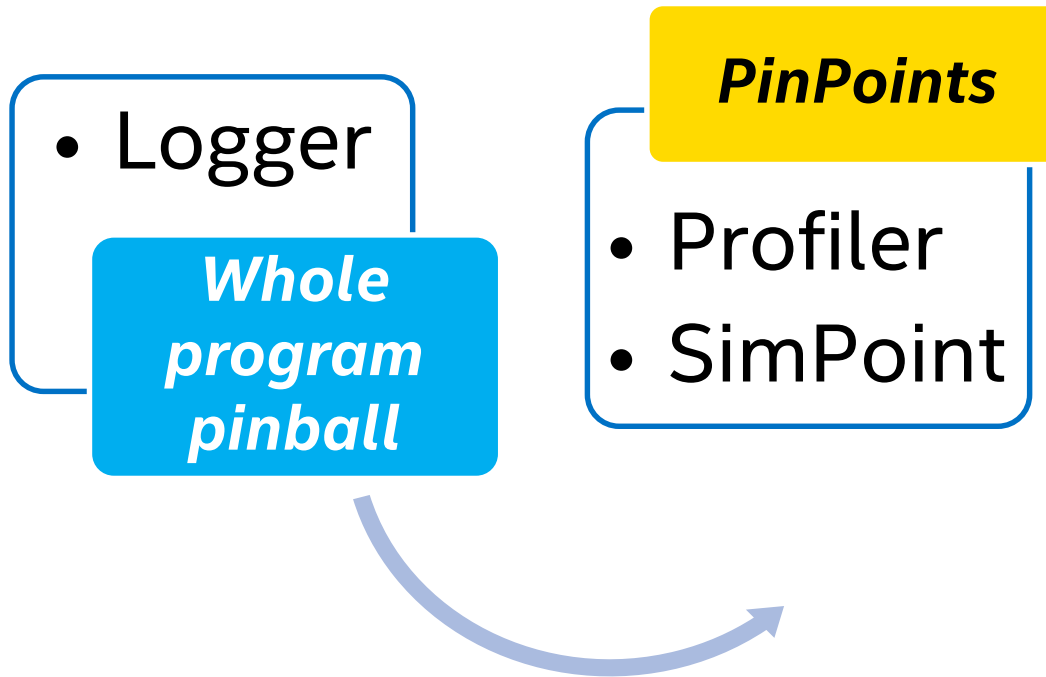 • Logger
Whole
program
pinball
PinPoints
• Profiler
• SimPoint